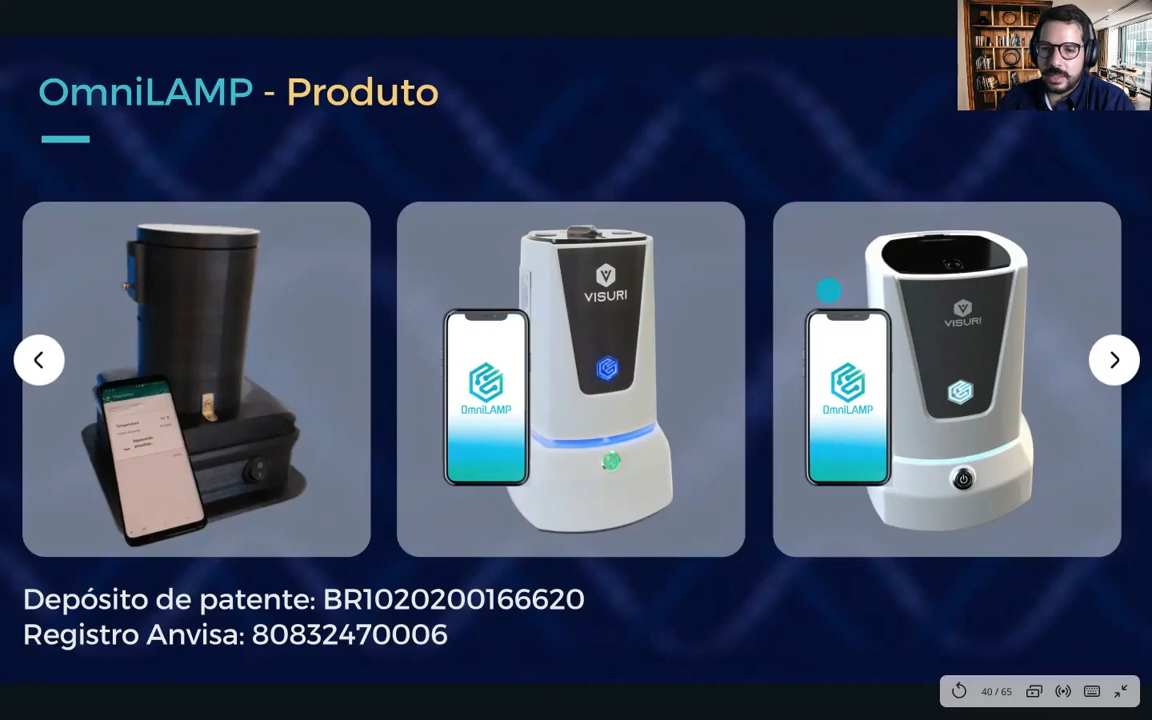 OmniLAMP - Produto
VISURI
VISURI
OmniLAMP
OmniLAMP
Depósito de patente: BR1020200166620
Registro Anvisa: 80832470006
40 / 65